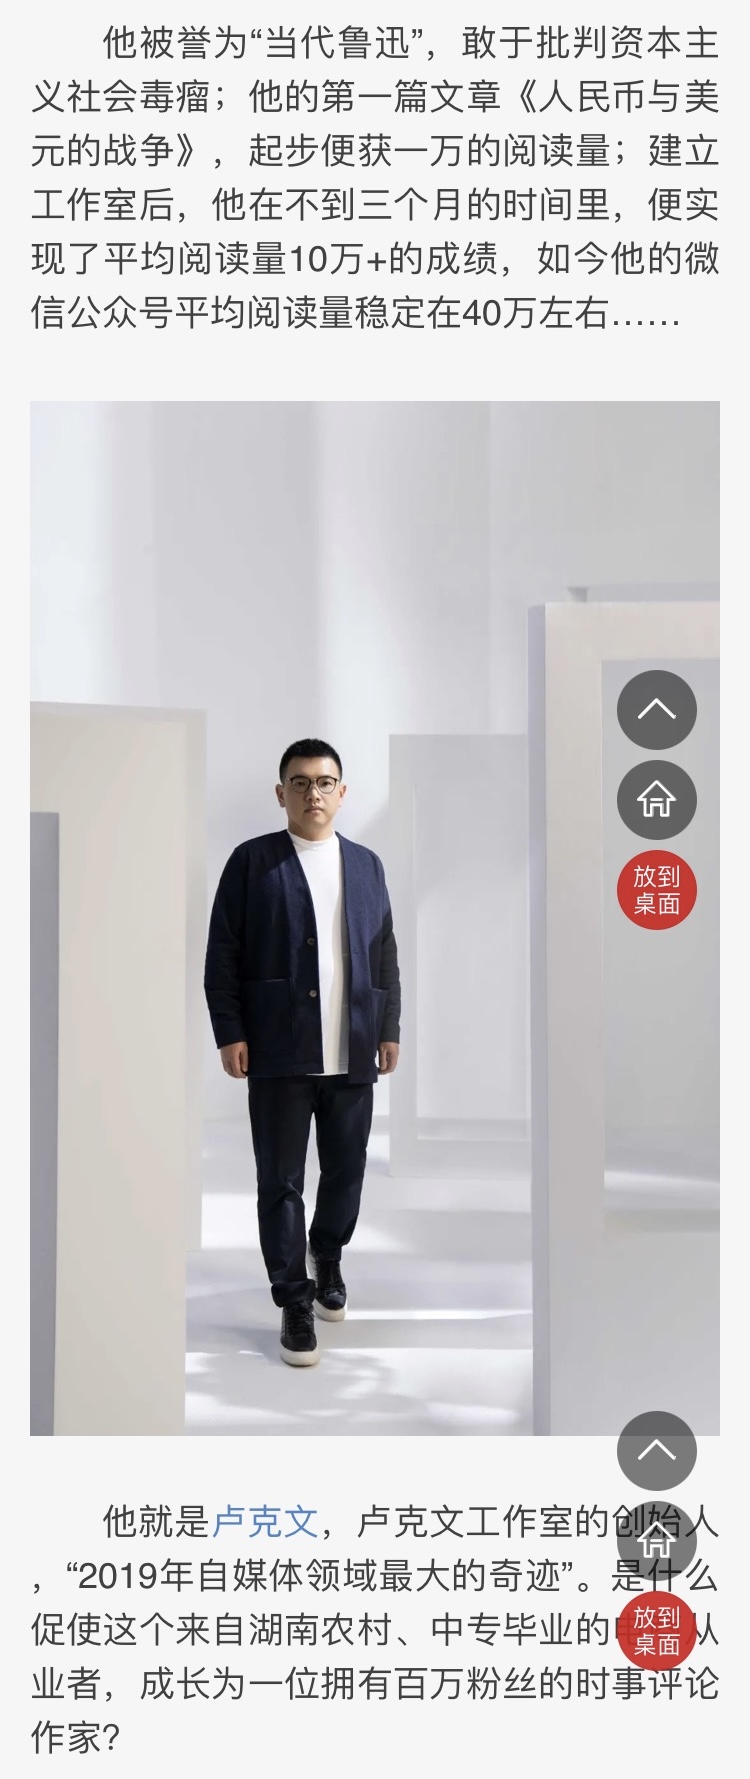 他被誉为“当代鲁迅”，敢于批判资本主
义社会毒瘤；他的第一篇文章《人民币与美
元的战争》，起步便获一万的阅读量；建立
工作室后，他在不到三个月的时间里，便实
现了平均阅读量10万+的成绩，如今他的微
信公众号平均阅读量稳定在40万左右……
放到
桌面
他就是卢克文，卢克文工作室的创始人
，“2019年自媒体领域最大的奇迹”。是什么
促使这个来自湖南农村、中专毕业的电 从
放到
桌面
业者，成长为一位拥有百万粉丝的时事评论
作家？